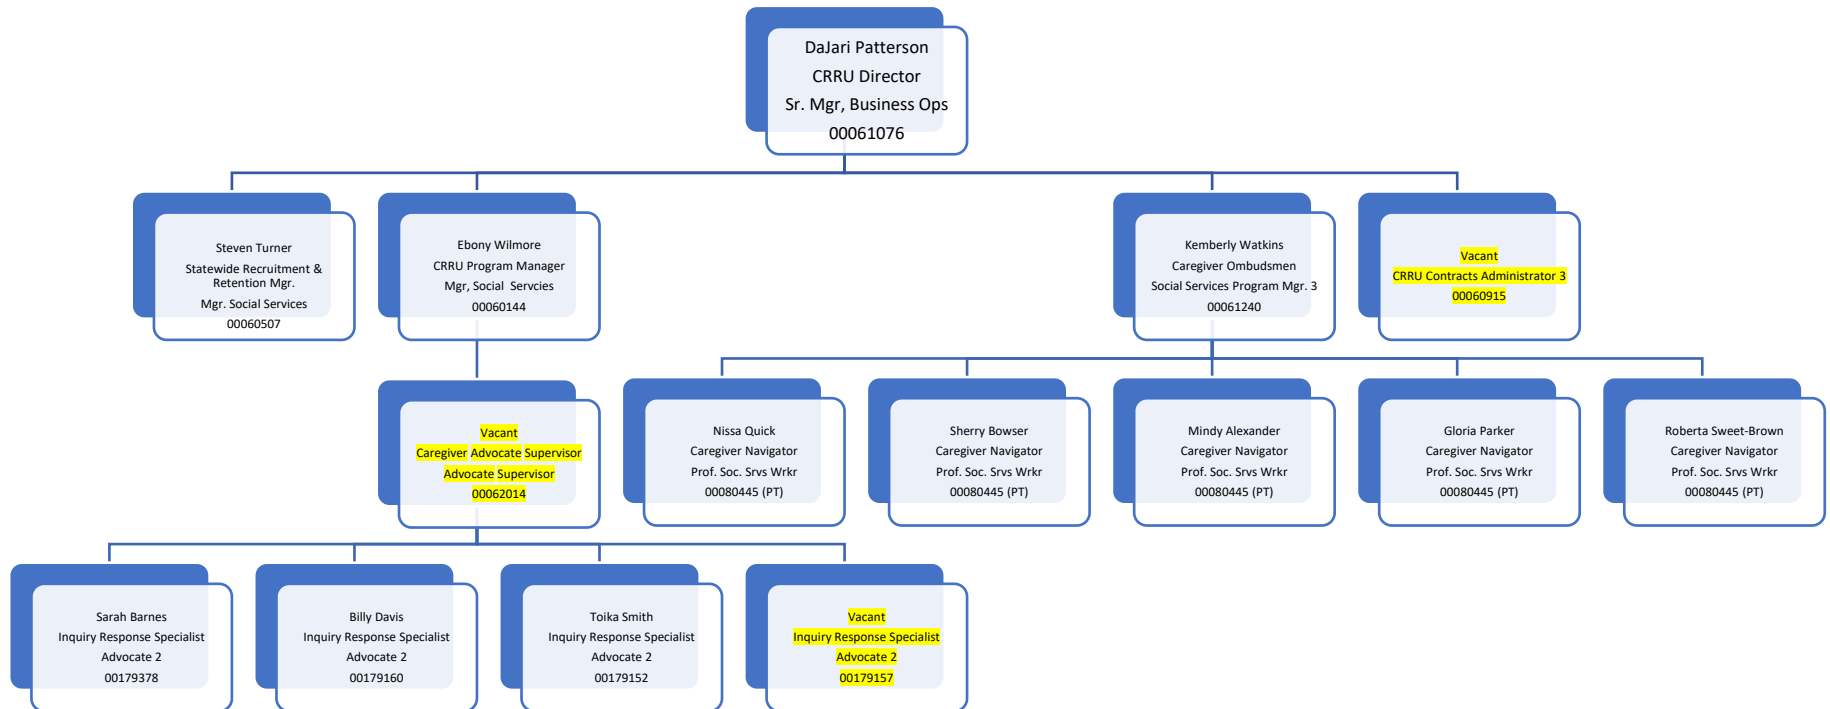 DaJari Patterson
CRRU Director
Sr. Mgr, Business Ops
00061076
Steven Turner
Statewide Recruitment &
Retention Mgr.
Mgr. Social Services
00060507
Ebony Wilmore
CRRU Program Manager
Mgr, Social Servcies
00060144
Kemberly Watkins
Caregiver Ombudsmen
Social Services Program Mgr. 3
00061240
Vacant
CRRU Contracts Administrator 3
00060915
Vacant
Caregiver Advocate Supervisor
Advocate Supervisor
00062014
Nissa Quick
Caregiver Navigator
Prof. Soc. Srvs Wrkr
00080445 (PT)
Sherry Bowser
Caregiver Navigator
Prof. Soc. Srvs Wrkr
00080445 (PT)
Mindy Alexander
Caregiver Navigator
Prof. Soc. Srvs Wrkr
00080445 (PT)
Gloria Parker
Caregiver Navigator
Prof. Soc. Srvs Wrkr
00080445 (PT)
Roberta Sweet-Brown
Caregiver Navigator
Prof. Soc. Srvs Wrkr
00080445 (PT)
Sarah Barnes
Inquiry Response Specialist
Advocate 2
00179378
Billy Davis
Inquiry Response Specialist
Advocate 2
00179160
Toika Smith
Inquiry Response Specialist
Advocate 2
00179152
Vacant
Inquiry Response Specialist
Advocate 2
00179157